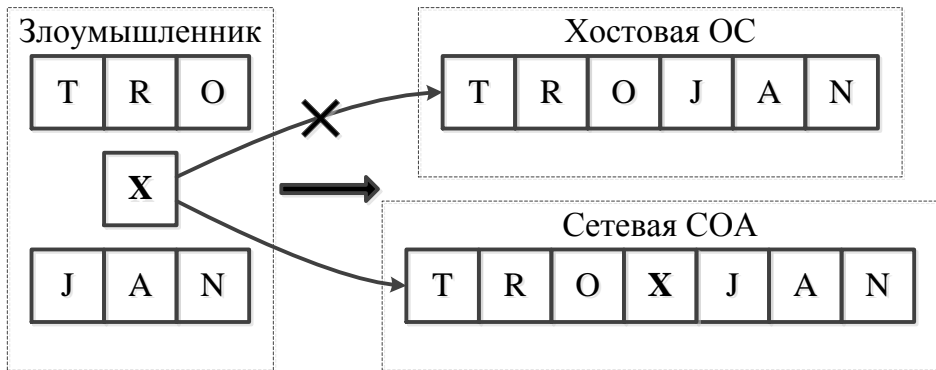 Злоумышленник
T R O
X
J A N
Хостовая ОС
T R O J A N
Сетевая СОА
T R O X J A N